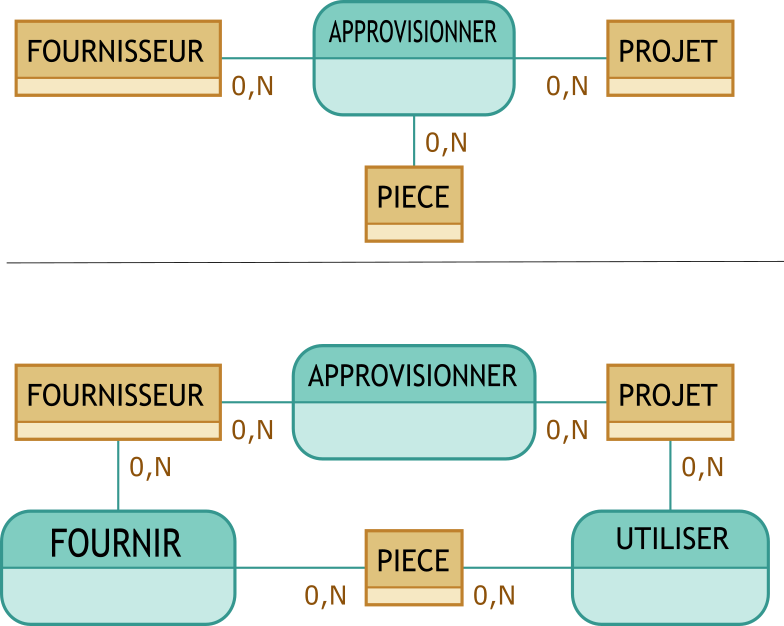 FOURNISSEUR
APPROVISIONNER
PROJET
0,N
0,N
0,N
PIECE
FOURNISSEUR
APPROVISIONNER
PROJET
0,N
0,N
0,N
0,N
FOURNIR
PIECE
UTILISER
0,N
0,N